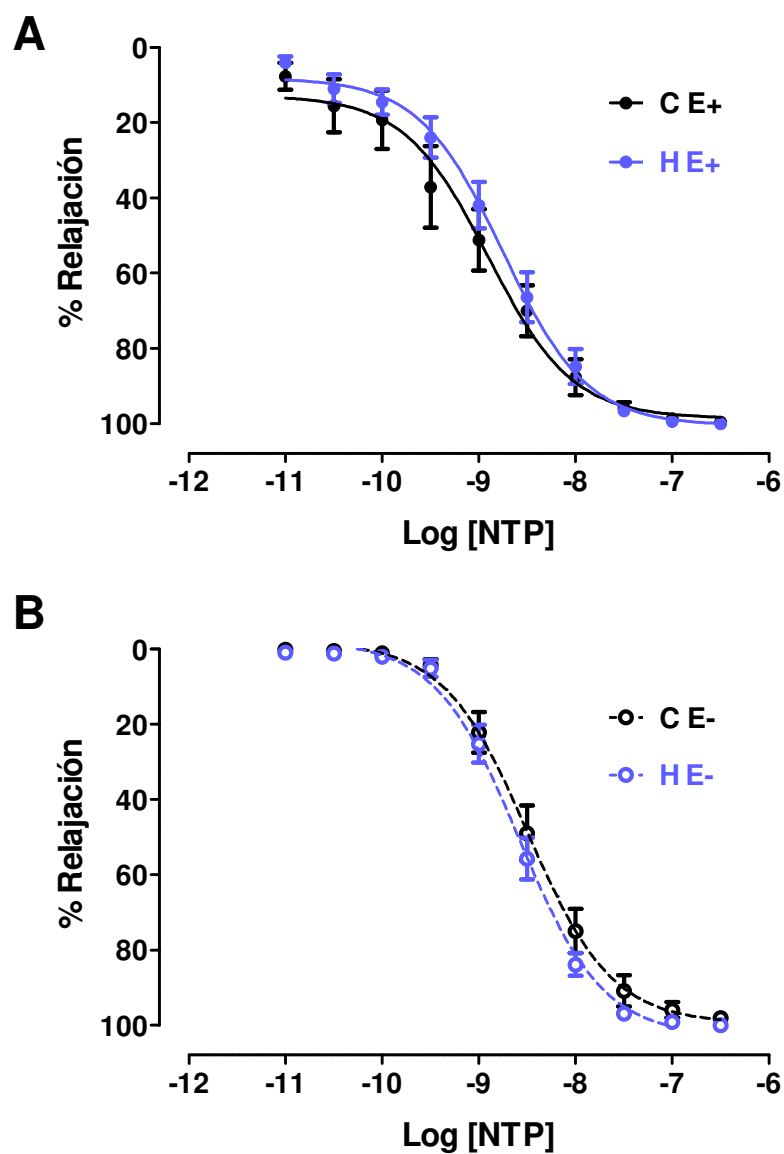 A
0
20
40
60
80
100
% Relajación
C E+
H E+
-12 -11 -10 -9 -8 -7 -6
Log [NTP]
B
0
20
40
60
80
100
% Relajación
C E-
H E-
-12 -11 -10 -9 -8 -7 -6
Log [NTP]